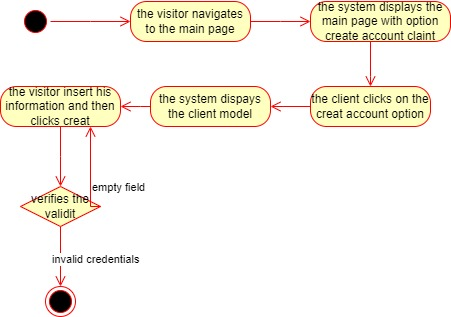 the visitor navigates
to the main page
the system displays the
main page with option
create account claint
the visitor insert his
information and then
clicks creat
the system dispays
the client model
the client clicks on the
creat account option
empty field
verifies the
validit
invalid credentials